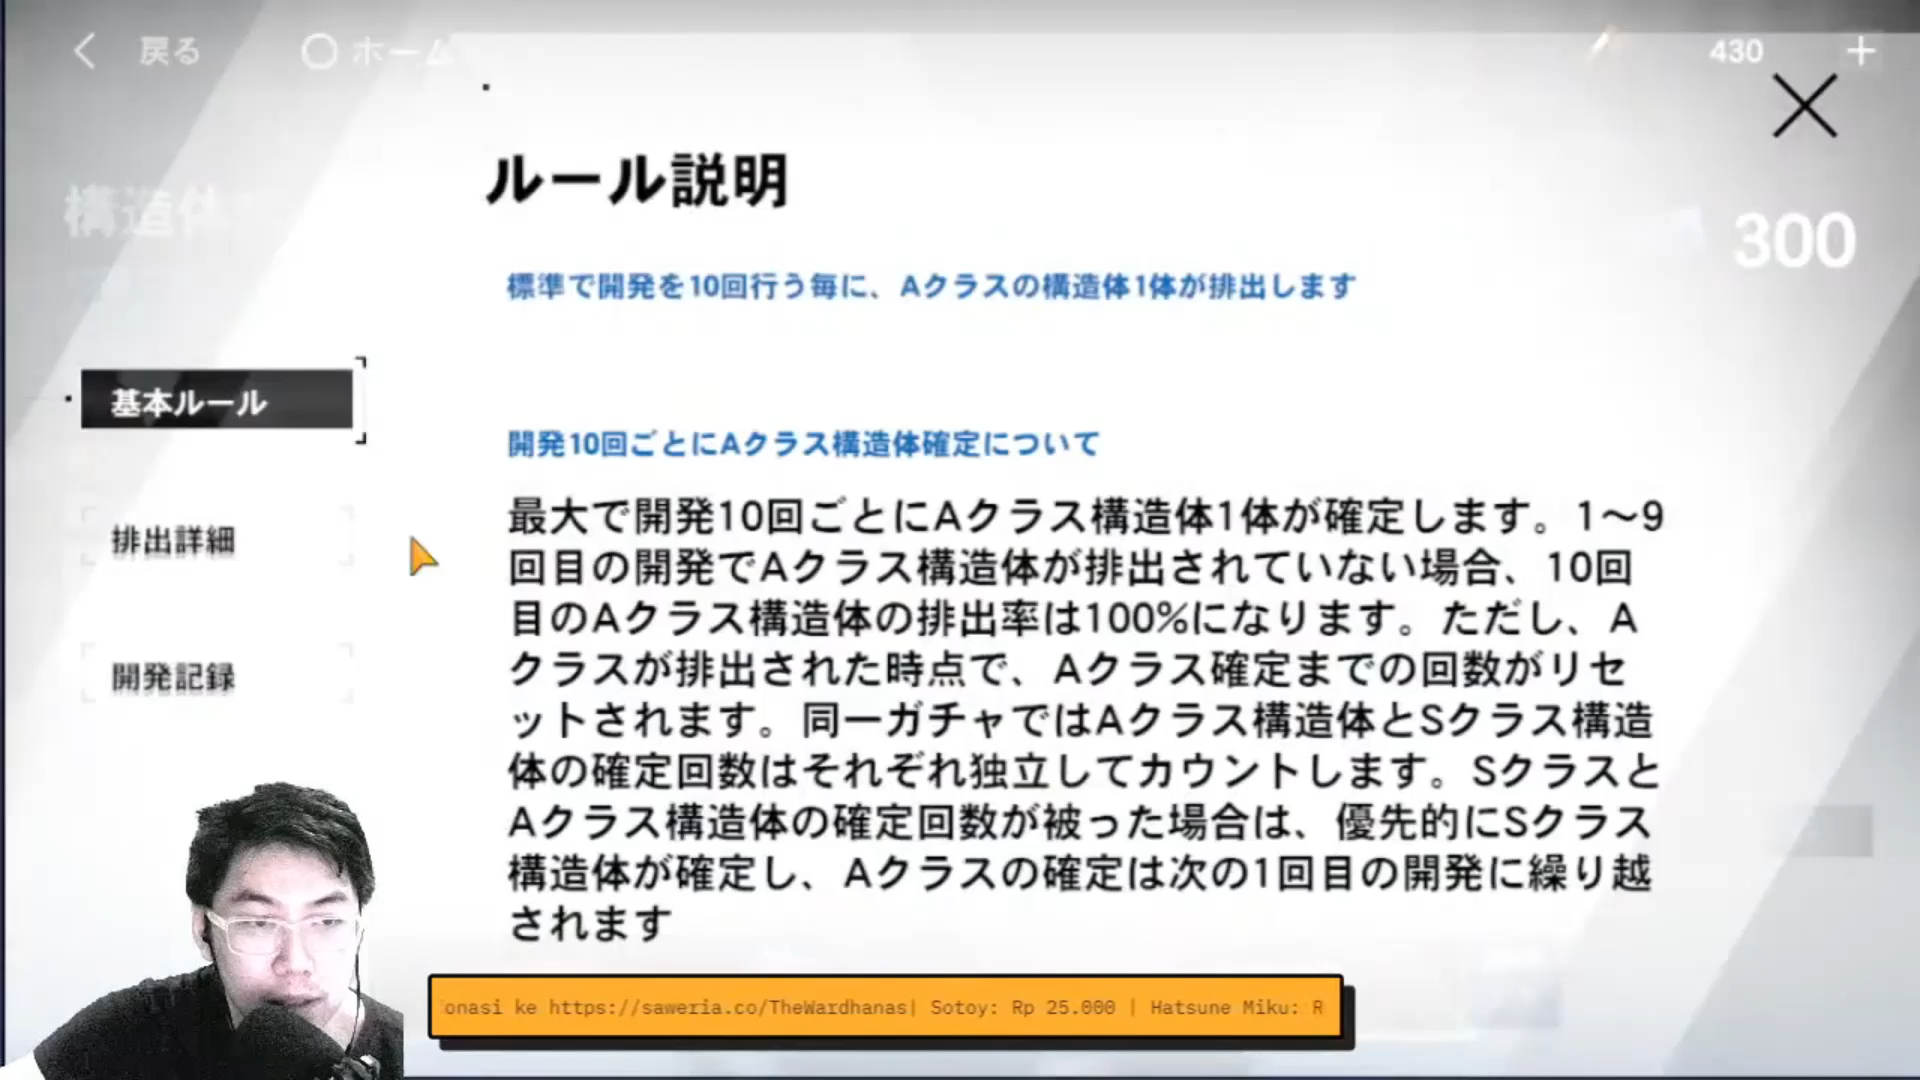 戻る
ホーム
430
ルール説明
300
標準で開発を10回行う毎に、Aクラスの構造体1体が排出します
基本ルール
開発10回ごとにAクラス構造体確定について
最大で開発10回ごとにAクラス構造体1体が確定します。1～9
回目の開発でAクラス構造体が排出されていない場合、10回
目のAクラス構造体の排出率は100%になります。ただし、A
クラスが排出された時点で、Aクラス確定までの回数がリセ
ットされます。同一ガチャではAクラス構造体とSクラス構造
体の確定回数はそれぞれ独立してカウントします。Sクラスと
Aクラス構造体の確定回数が被った場合は、優先的にSクラス
構造体が確定し、Aクラスの確定は次の1回目の開発に繰り越
されます
構造体
排出詳細
開発記録
onasi ke https://saweria.co/TheWardhanas| Sotoy: Rp 25.000 | Hatsune Miku: R